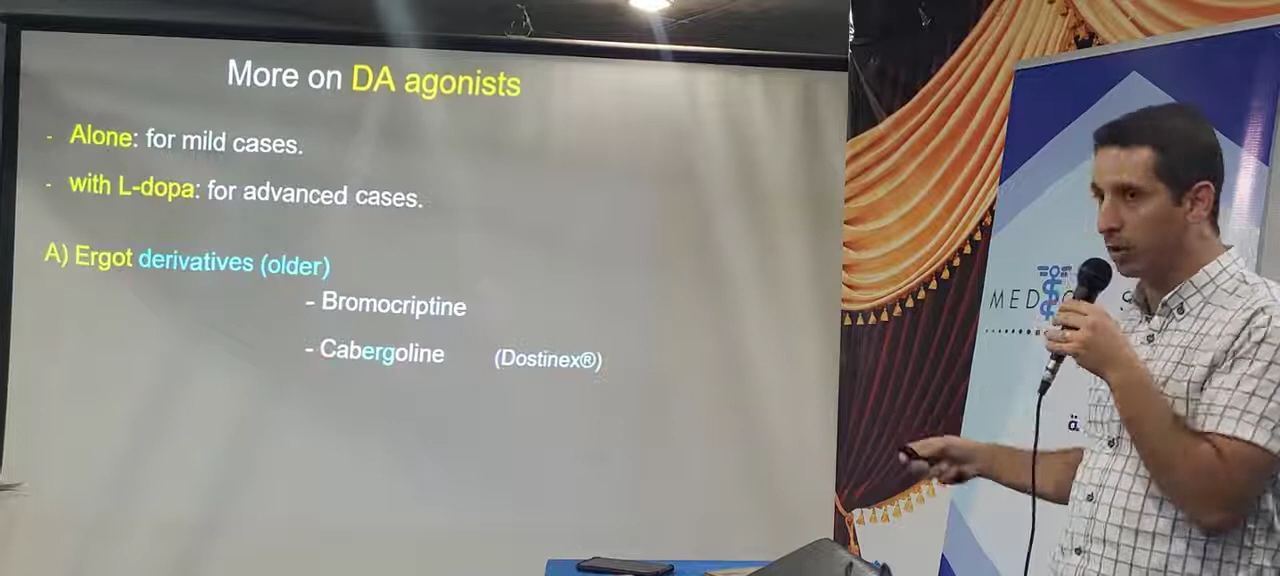 More on DA agonists
- Alone: for mild cases.
- with L-dopa: for advanced cases.
A) Ergot derivatives (older)
- Bromocriptine
- Cabergoline (Dostinex®)
MED